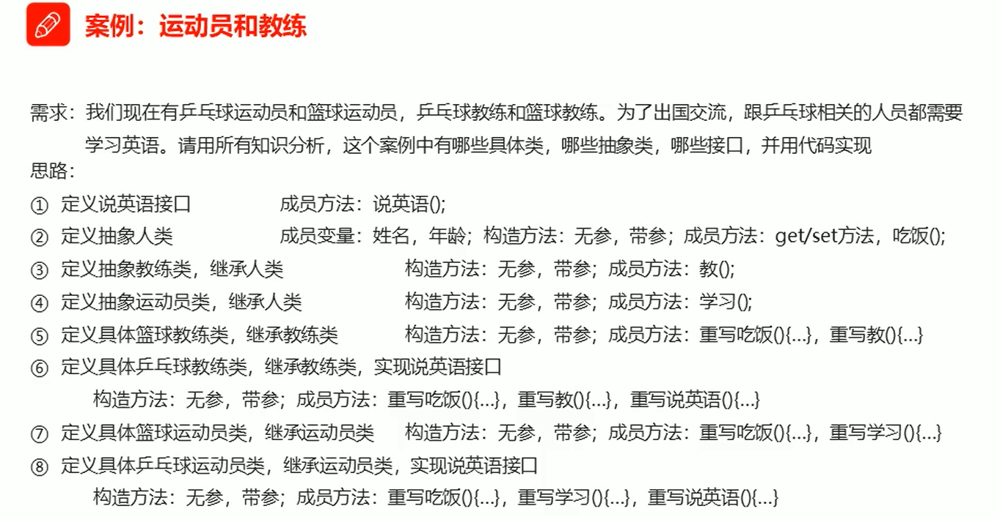 案例：运动员和教练
需求：我们现在有乒乓球运动员和篮球运动员，乒乓球教练和篮球教练。为了出国交流，跟乒乓球相关的人员都需要
学习英语。请用所有知识分析，这个案例中有哪些具体类，哪些抽象类，哪些接口，并用代码实现
思路：
① 定义说英语接口 成员方法：说英语();
② 定义抽象人类 成员变量：姓名，年龄；构造方法：无参，带参；成员方法：get/set方法，吃饭();
③ 定义抽象教练类，继承人类 构造方法：无参，带参；成员方法：教();
④ 定义抽象运动员类，继承人类 构造方法：无参，带参；成员方法：学习();
⑤ 定义具体篮球教练类，继承教练类 构造方法：无参，带参；成员方法：重写吃饭(){...}，重写教(){...}
⑥ 定义具体乒乓球教练类，继承教练类，实现说英语接口
构造方法：无参，带参；成员方法：重写吃饭(){...}，重写教(){...}，重写说英语(){...}
⑦ 定义具体篮球运动员类，继承运动员类 构造方法：无参，带参；成员方法：重写吃饭(){...}，重写学习(){...}
⑧ 定义具体乒乓球运动员类，继承运动员类，实现说英语接口
构造方法：无参，带参；成员方法：重写吃饭(){...}，重写学习(){...}，重写说英语(){...}